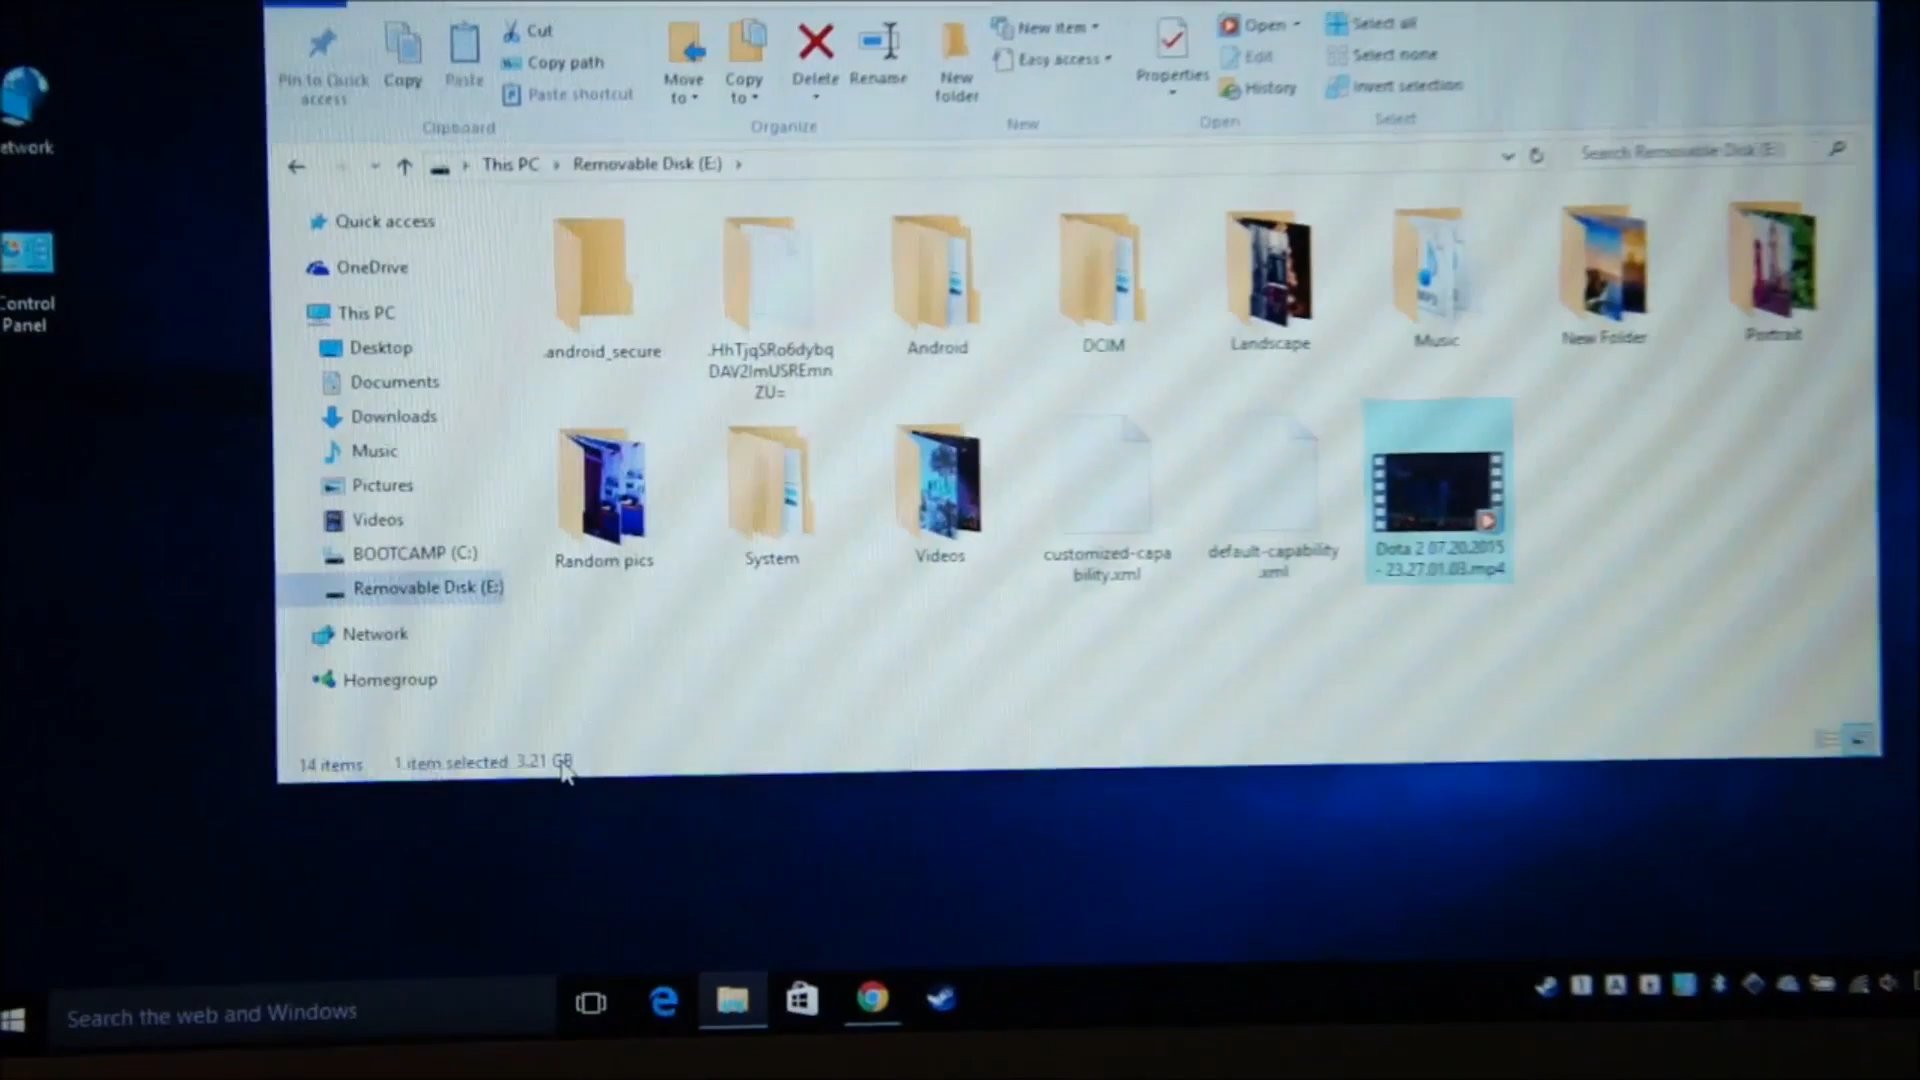 Pin to Quick
access
Copy
Paste
Cut
Copy path
Paste shortcut
Clipboard
Move
to
Copy
to
Delete
Rename
Organize
New
folder
New item
Easy access
New
Properties
Open
Edit
History
Open
Select all
Select none
Invert selection
Select
This PC
Removable Disk (E:)
Search Removable Disk (E:)
etwork
Control
Panel
Quick access
OneDrive
This PC
Desktop
Documents
Downloads
Music
Pictures
Videos
BOOTCAMP (C:)
Removable Disk (E:)
Network
Homegroup
.android_secure
.HhTjqSRo6dybq
DAV2ImUSREmn
ZU=
Android
DCIM
Landscape
MP3
Music
New Folder
Portrait
Random pics
System
Videos
customized-capa
bility.xml
default-capability
.xml
Dota 2 07.20.2015
- 23.27.01.03.mp4
14 items
1 item selected 3.21 GB
Search the web and Windows